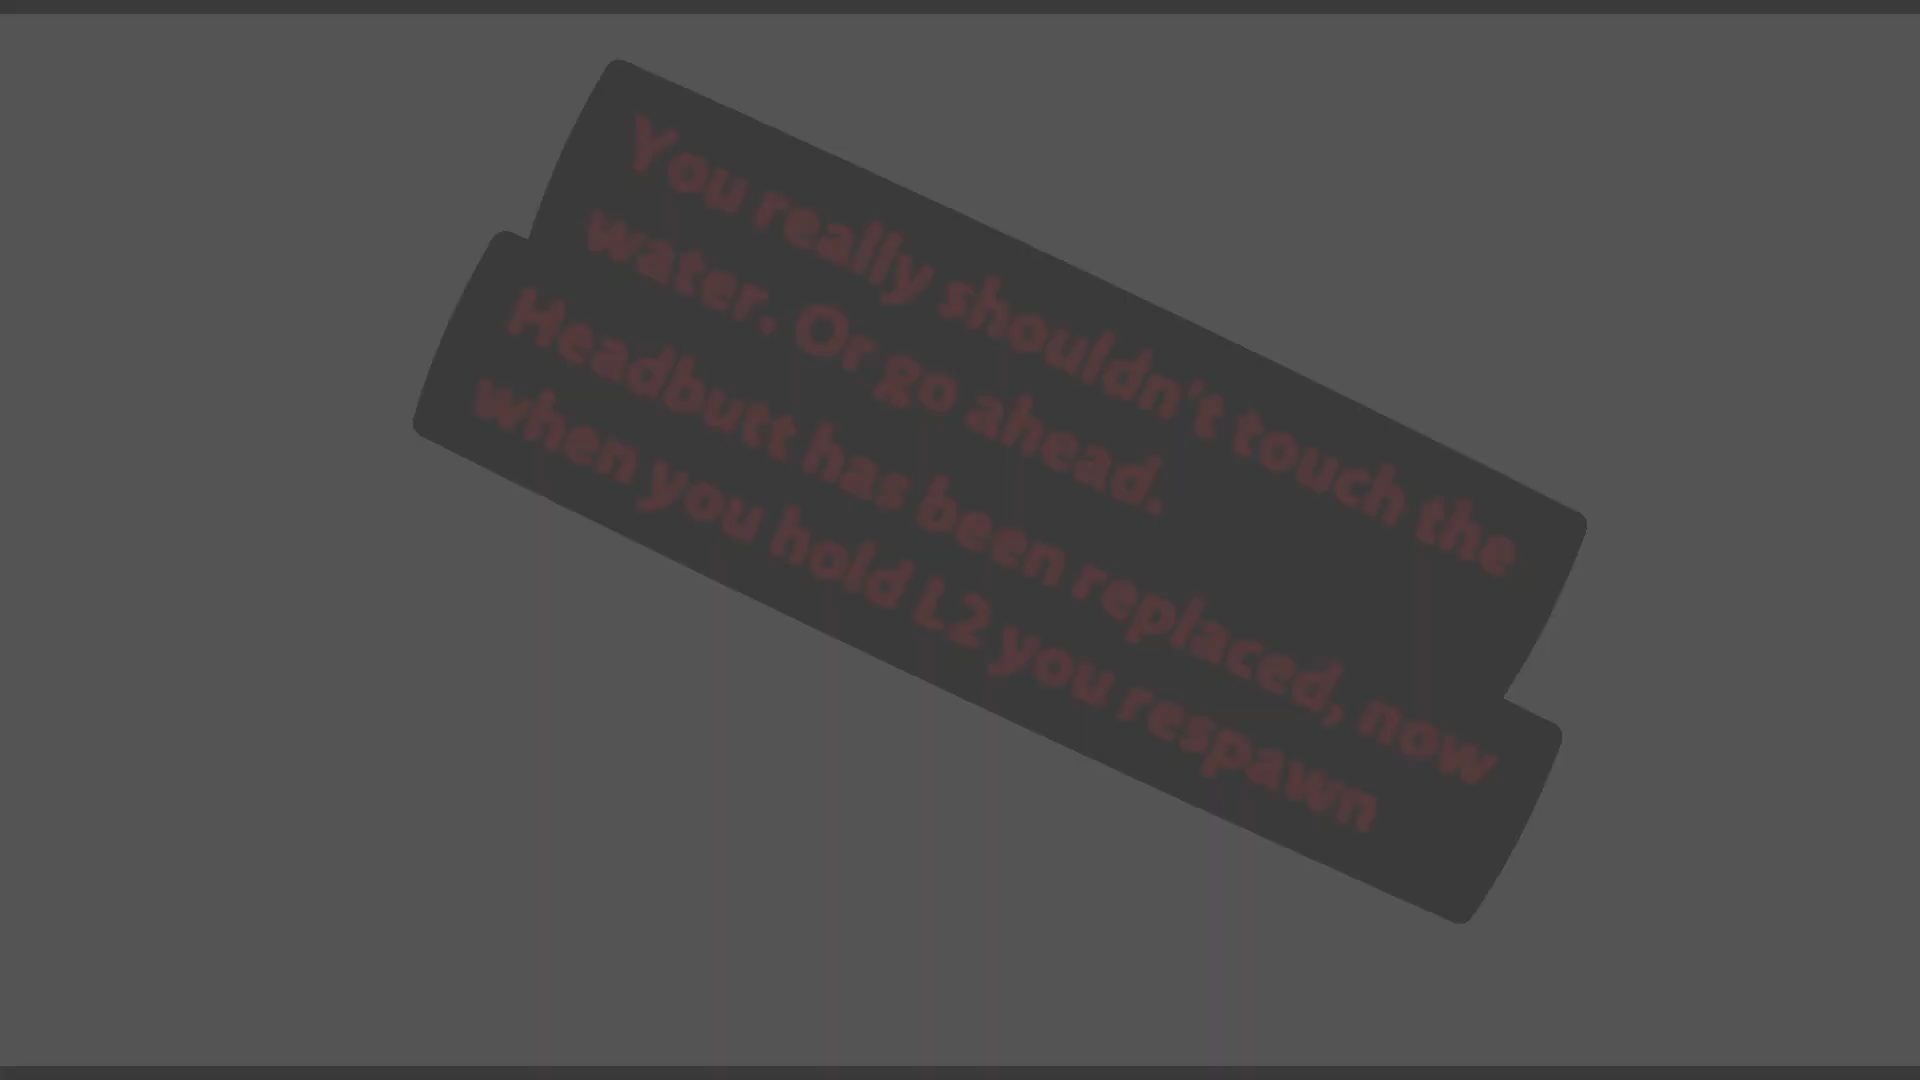 You really shouldn't touch the
water. Or go ahead.
Headbutt has been replaced, now
when you hold L2 you respawn